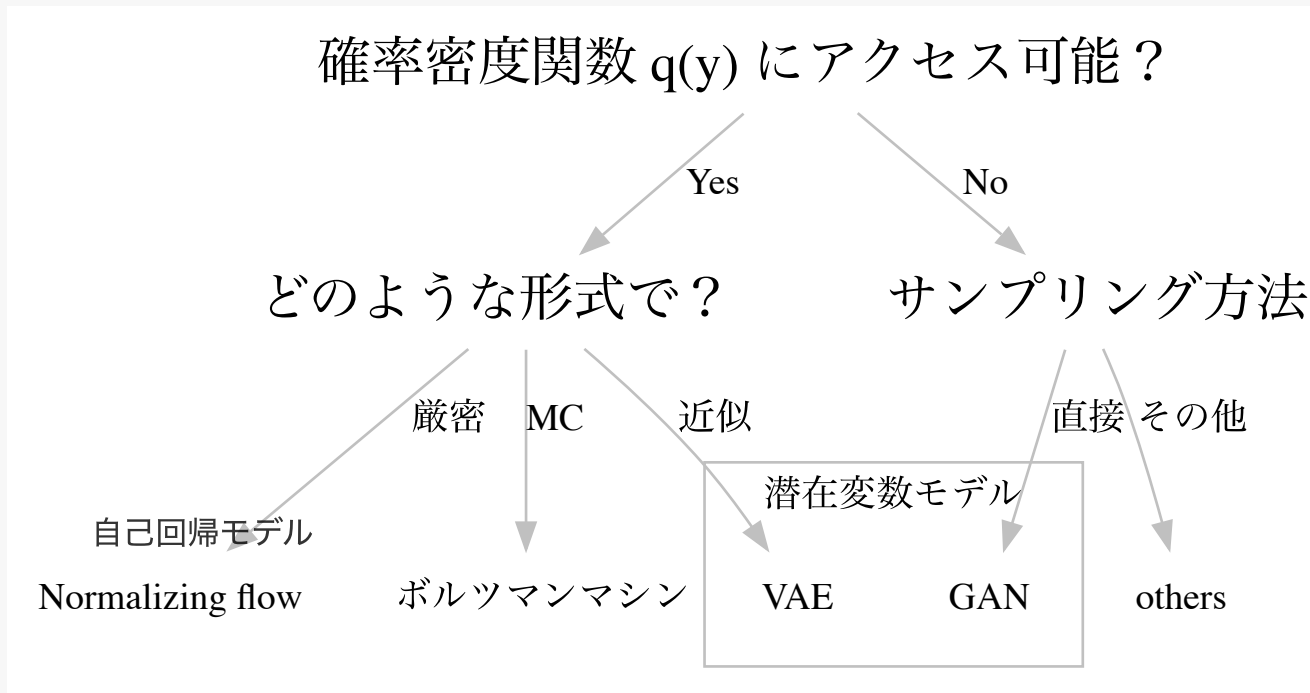 確率密度関数 q(y) にアクセス可能？
Yes
No
どのような形式で？
サンプリング方法
厳密
MC
近似
直接
その他
潜在変数モデル
自己回帰モデル
Normalizing flow
ボルツマンマシン
VAE
GAN
others